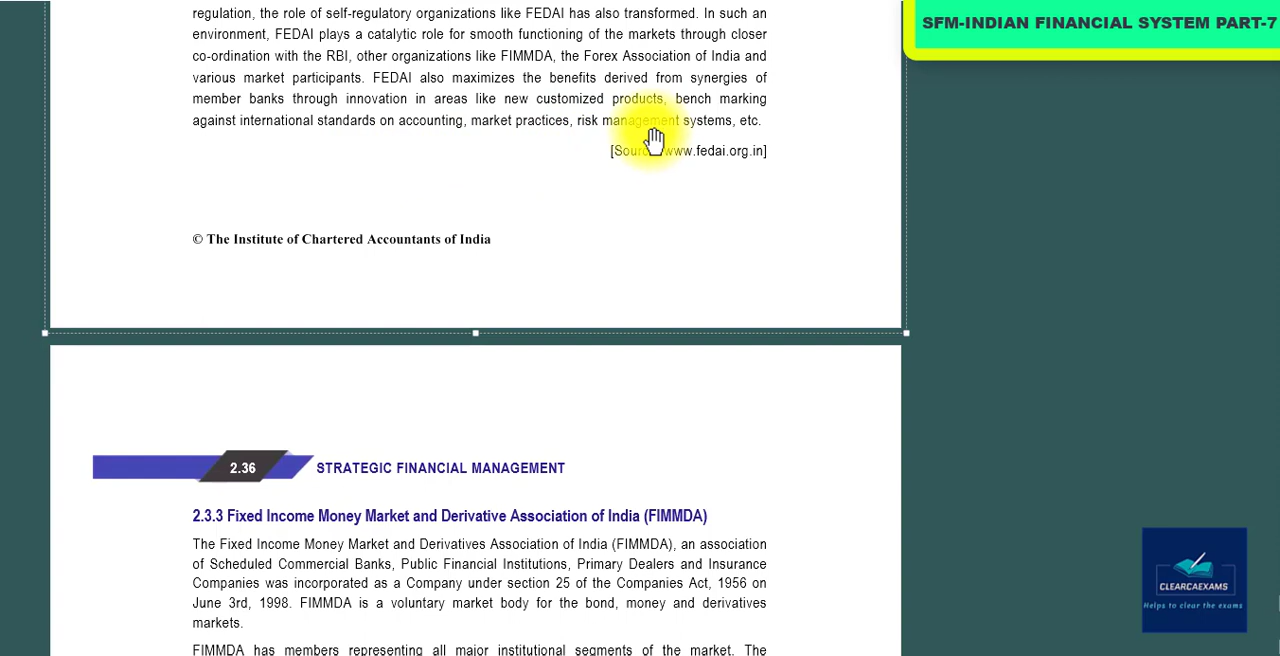 regulation, the role of self-regulatory organizations like FEDAI has also transformed. In such an
environment, FEDAI plays a catalytic role for smooth functioning of the markets through closer
co-ordination with the RBI, other organizations like FIMMDA, the Forex Association of India and
various market participants. FEDAI also maximizes the benefits derived from synergies of
member banks through innovation in areas like new customized products, bench marking
against international standards on accounting, market practices, risk management systems, etc.
www.fedai.org.in]
© The Institute of Chartered Accountants of India
2.36 STRATEGIC FINANCIAL MANAGEMENT
2.3.3 Fixed Income Money Market and Derivative Association of India (FIMMDA)
The Fixed Income Money Market and Derivatives Association of India (FIMMDA), an association
of Scheduled Commercial Banks, Public Financial Institutions, Primary Dealers and Insurance
Companies was incorporated as a Company under section 25 of the Companies Act, 1956 on
June 3rd, 1998. FIMMDA is a voluntary market body for the bond, money and derivatives
markets.
FIMMDA has members representing all major institutional segments of the market. The
SFM-INDIAN FINANCIAL SYSTEM PART-7
CLEARCAEXAMS
Helps to clear the exams